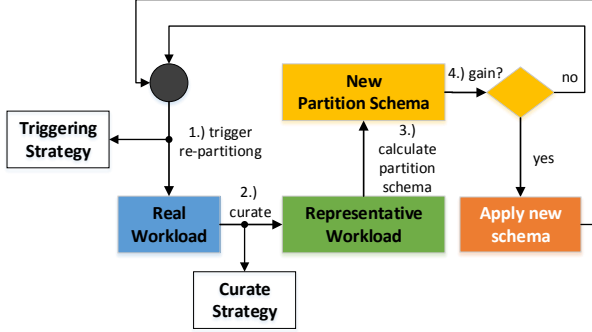 4.) gain?
no
New
Partition Schema
Triggering
Strategy
1.) trigger
re-partitiong
3.)
calculate
partition
schema
yes
2.)
curate
Real
Workload
Representative
Workload
Apply new
schema
Curate
Strategy